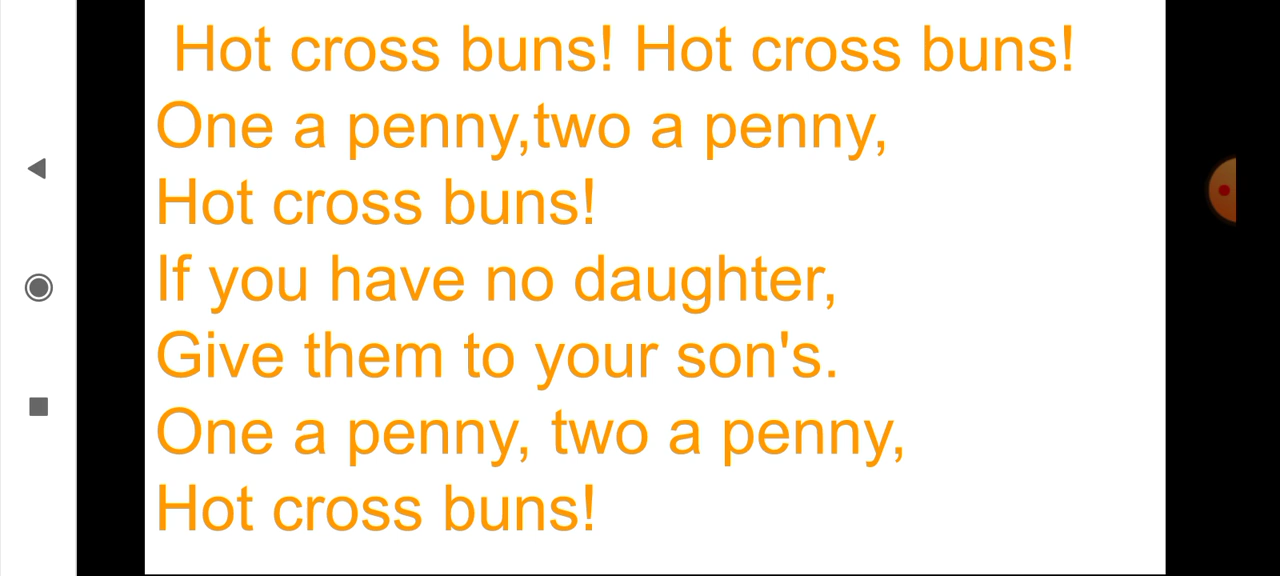 Hot cross buns! Hot cross buns!
One a penny,two a penny,
Hot cross buns!
If you have no daughter,
Give them to your son's.
One a penny, two a penny,
Hot cross buns!